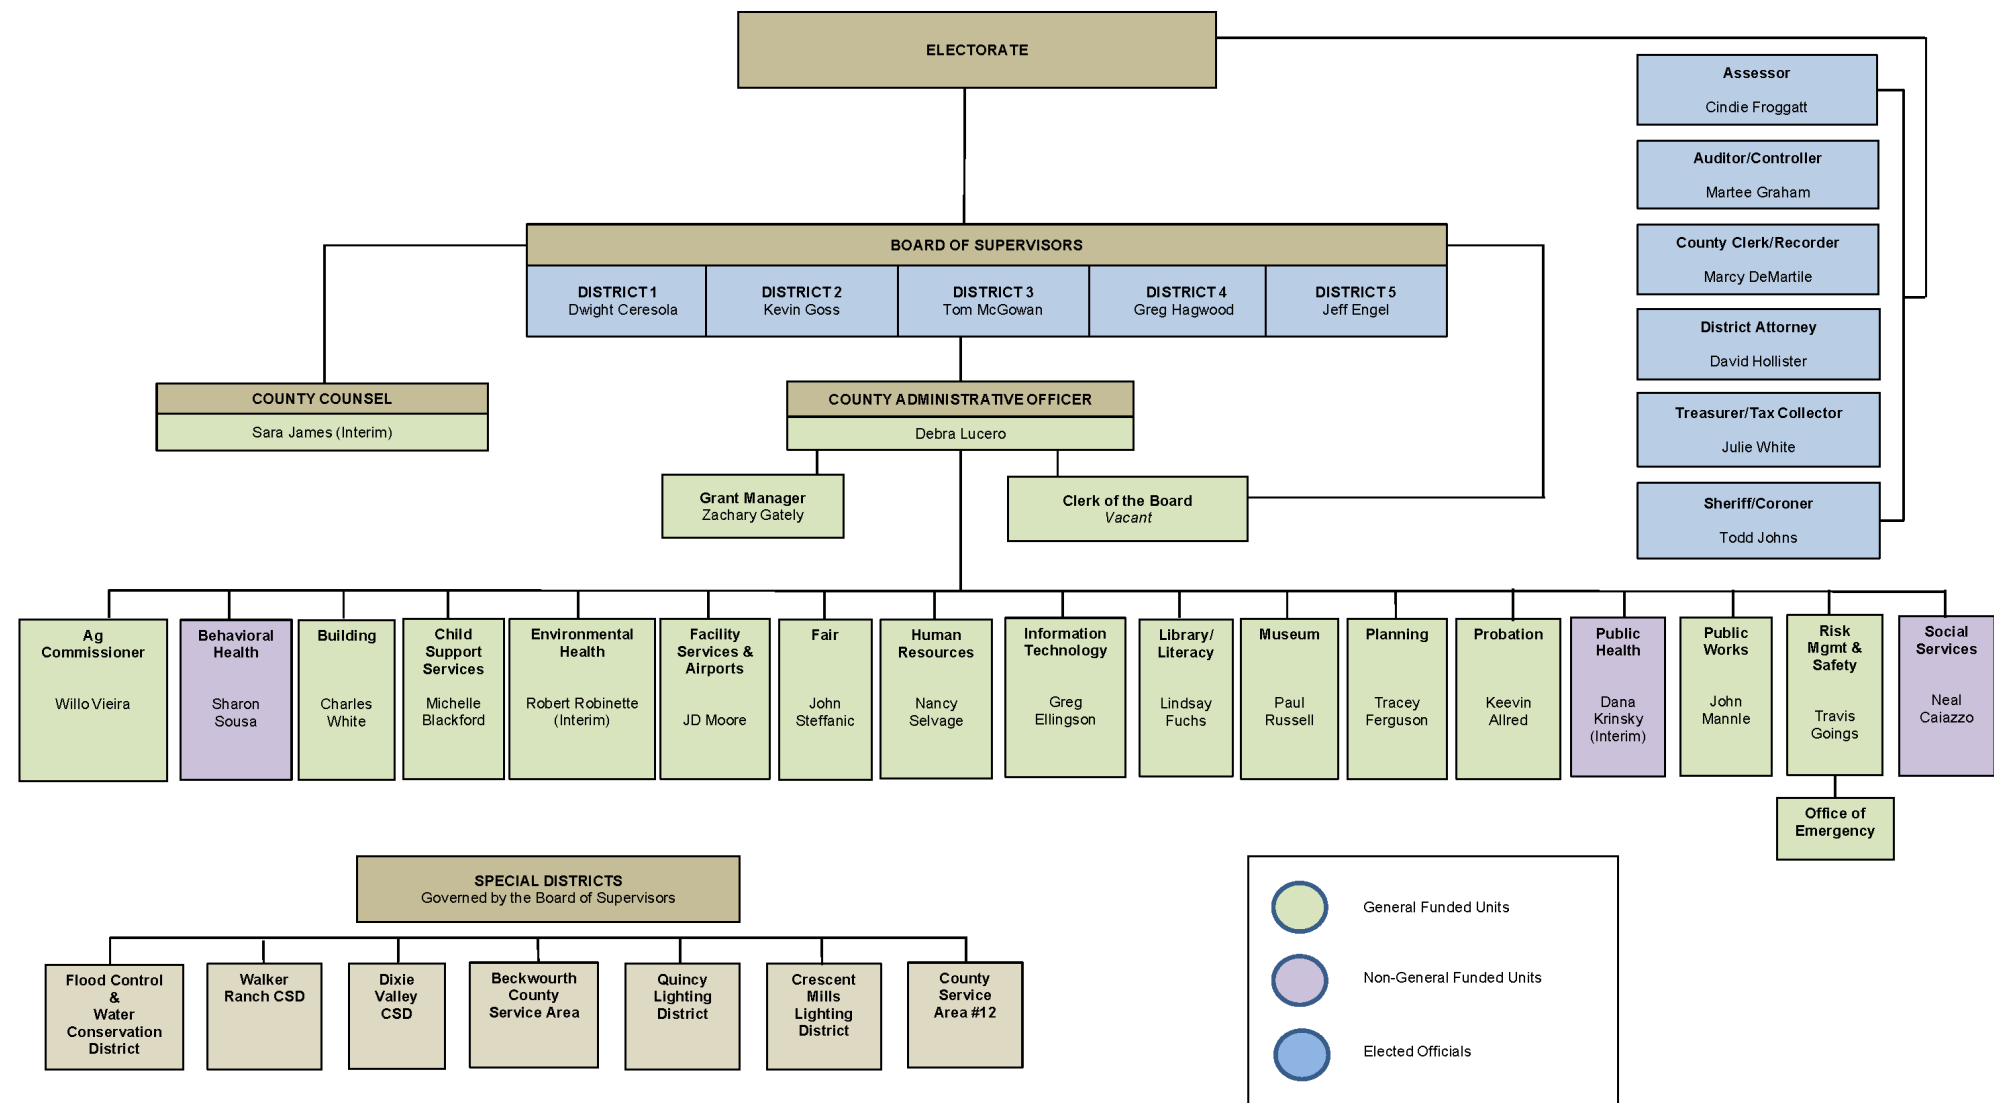 ELECTORATE
Assessor
Cindie Froggatt
Auditor/Controller
Martee Graham
County Clerk/Recorder
Marcy DeMartile
District Attorney
David Hollister
Treasurer/Tax Collector
Julie White
Sheriff/Coroner
Todd Johns
BOARD OF SUPERVISORS
DISTRICT 1
Dwight Ceresola
DISTRICT 2
Kevin Goss
DISTRICT 3
Tom McGowan
DISTRICT 4
Greg Hagwood
DISTRICT 5
Jeff Engel
COUNTY COUNSEL
Sara James (Interim)
COUNTY ADMINISTRATIVE OFFICER
Debra Lucero
Grant Manager
Zachary Gately
Clerk of the Board
Vacant
Ag
Commissioner
Willo Vieira
Behavioral
Health
Sharon
Sousa
Building
Charles
White
Child
Support
Services
Michelle
Blackford
Environmental
Health
Robert Robinette
(Interim)
Facility
Services &
Airports
JD Moore
Fair
John
Steffanic
Human
Resources
Nancy
Selvage
Information
Technology
Greg
Ellingson
Library/
Literacy
Lindsay
Fuchs
Museum
Paul
Russell
Planning
Tracey
Ferguson
Probation
Keevin
Allred
Public
Health
Dana
Krinsky
(Interim)
Public
Works
John
Mannle
Risk
Mgmt &
Safety
Travis
Goings
Social
Services
Neal
Caiazzo
Office of
Emergency
SPECIAL DISTRICTS
Governed by the Board of Supervisors
Flood Control
&
Water
Conservation
District
Walker
Ranch CSD
Dixie
Valley
CSD
Beckwourth
County
Service Area
Quincy
Lighting
District
Crescent
Mills
Lighting
District
County
Service
Area #12
General Funded Units
Non-General Funded Units
Elected Officials